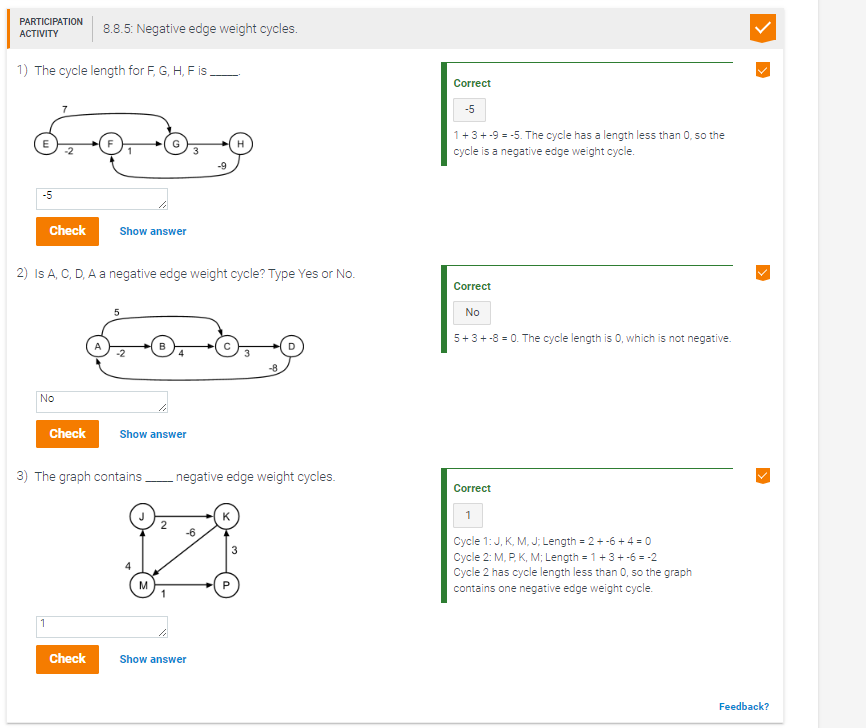 PARTICIPATION
ACTIVITY
8.8.5: Negative edge weight cycles.
1) The cycle length for F, G, H, F is _____.
7
E
-2
F
1
G
3
H
-9
-5
Check
Show answer
Correct
-5
1 + 3 + -9 = -5. The cycle has a length less than 0, so the
cycle is a negative edge weight cycle.
2) Is A, C, D, A a negative edge weight cycle? Type Yes or No.
5
A
-2
B
4
C
3
D
-8
No
Check
Show answer
Correct
No
5 + 3 + -8 = 0. The cycle length is 0, which is not negative.
3) The graph contains _____ negative edge weight cycles.
J
2
K
-6
4
3
M
1
P
1
Check
Show answer
Correct
1
Cycle 1: J, K, M, J; Length = 2 + -6 + 4 = 0
Cycle 2: M, P, K, M; Length = 1 + 3 + -6 = -2
Cycle 2 has cycle length less than 0, so the graph
contains one negative edge weight cycle.
Feedback?